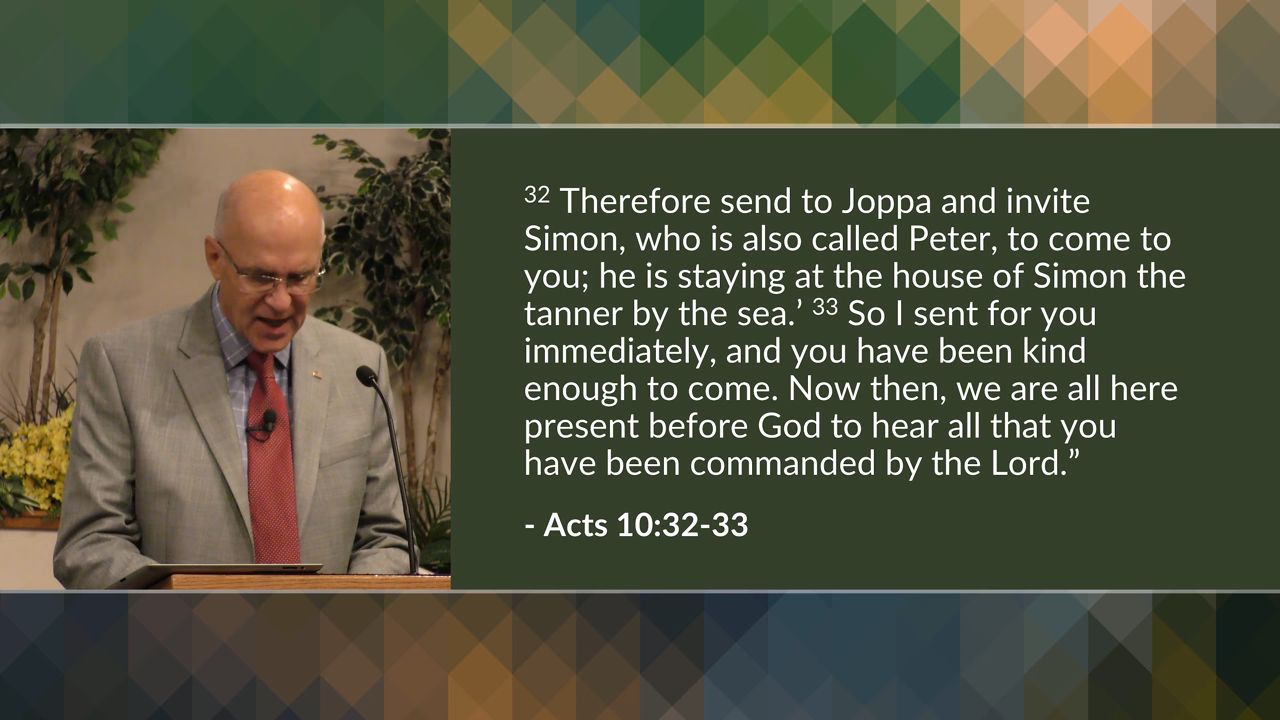 32 Therefore send to Joppa and invite
Simon, who is also called Peter, to come to
you; he is staying at the house of Simon the
tanner by the sea.’ 33 So I sent for you
immediately, and you have been kind
enough to come. Now then, we are all here
present before God to hear all that you
have been commanded by the Lord.”
- Acts 10:32-33